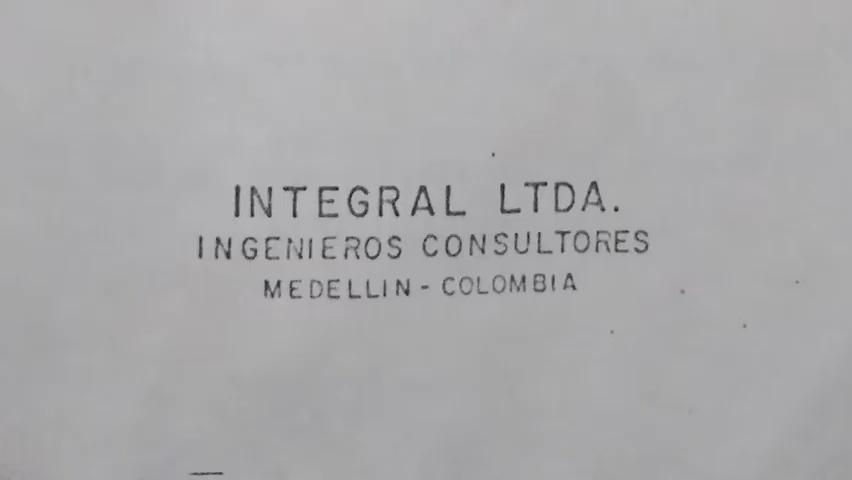 INTEGRAL LTDA.
INGENIEROS CONSULTORES
MEDELLIN - COLOMBIA